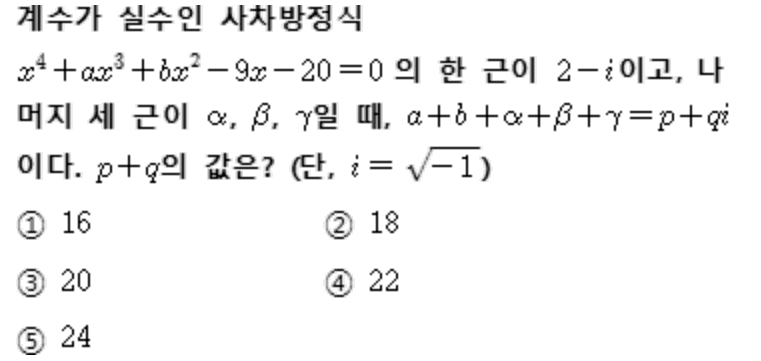 계수가 실수인 사차방정식
x⁴+ax³+bx²-9x-20=0 의 한 근이 2-i이고, 나
머지 세 근이 α, β, γ일 때, a+b+α+β+γ=p+qi
이다. p+q의 값은? (단, i=√-1)
① 16 ② 18
③ 20 ④ 22
⑤ 24